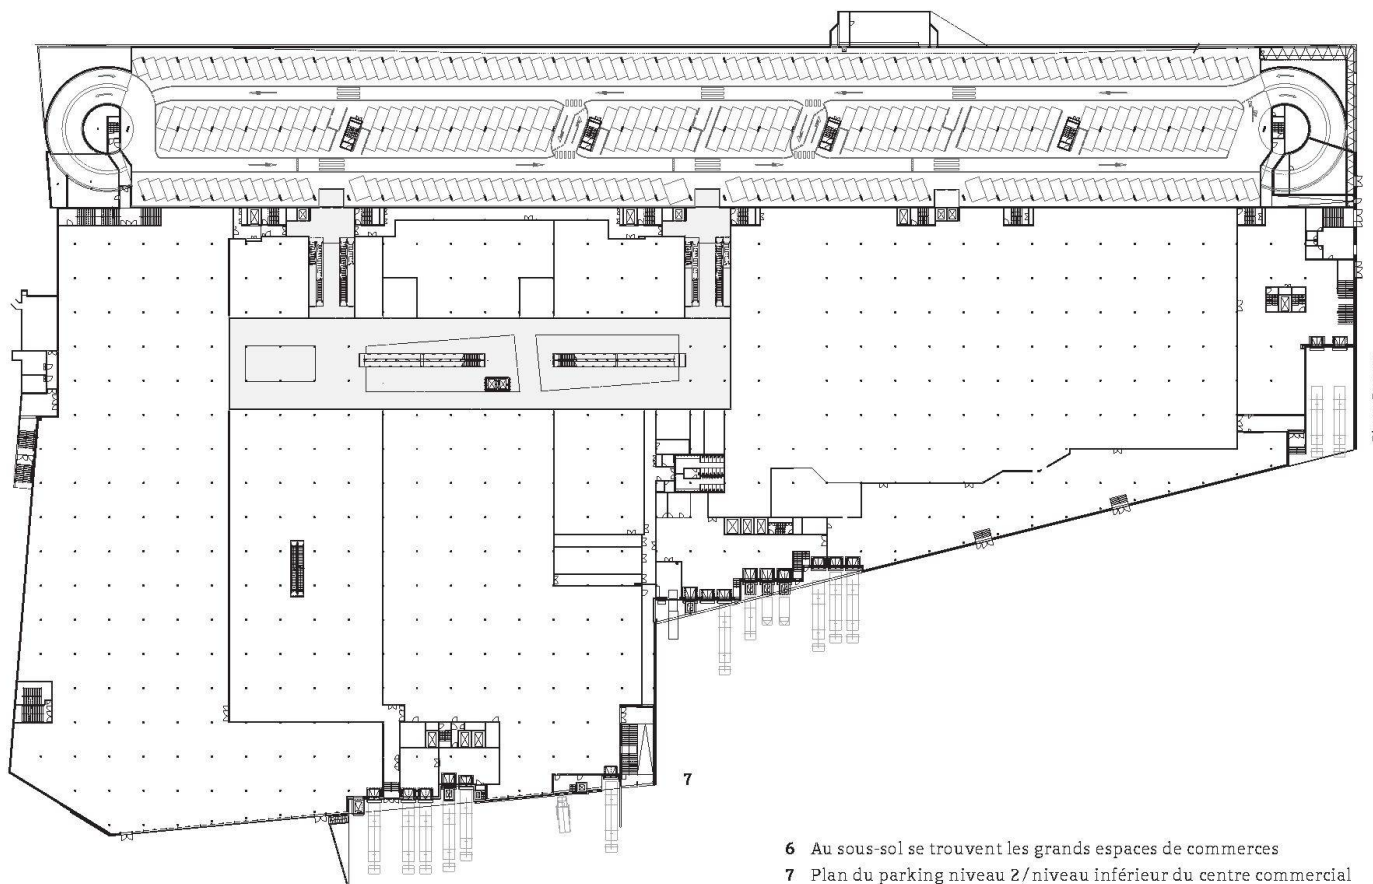 7
6 Au sous-sol se trouvent les grands espaces de commerces
7 Plan du parking niveau 2/niveau inférieur du centre commercial